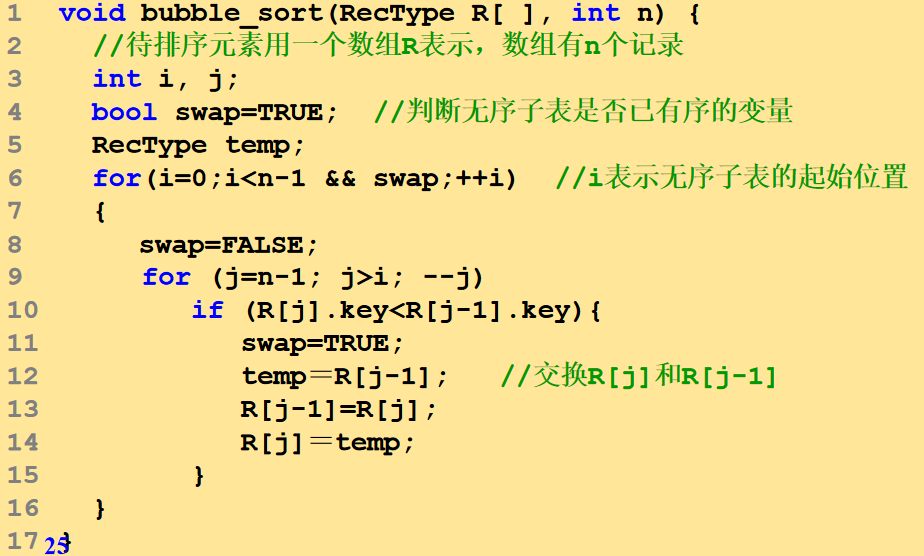 1 void bubble_sort(RecType R[ ], int n) {
2 //待排序元素用一个数组R表示，数组有n个记录
3 int i, j;
4 bool swap=TRUE; //判断无序子表是否已有序的变量
5 RecType temp;
6 for(i=0;i<n-1 && swap;++i) //i表示无序子表的起始位置
7 {
8 swap=FALSE;
9 for (j=n-1; j>i; --j)
10 if (R[j].key<R[j-1].key){
11 swap=TRUE;
12 temp＝R[j-1]; //交换R[j]和R[j-1]
13 R[j-1]=R[j];
14 R[j]＝temp;
15 }
16 }
17 }
25